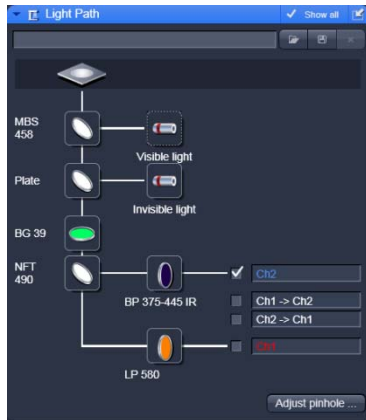 Light Path
Show all
MBS
458
Visible light
Plate
Invisible light
BG 39
NFT
490
BP 375-445 IR
Ch2
Ch1 -> Ch2
Ch2 -> Ch1
Ch1
LP 580
Adjust pinhole ...